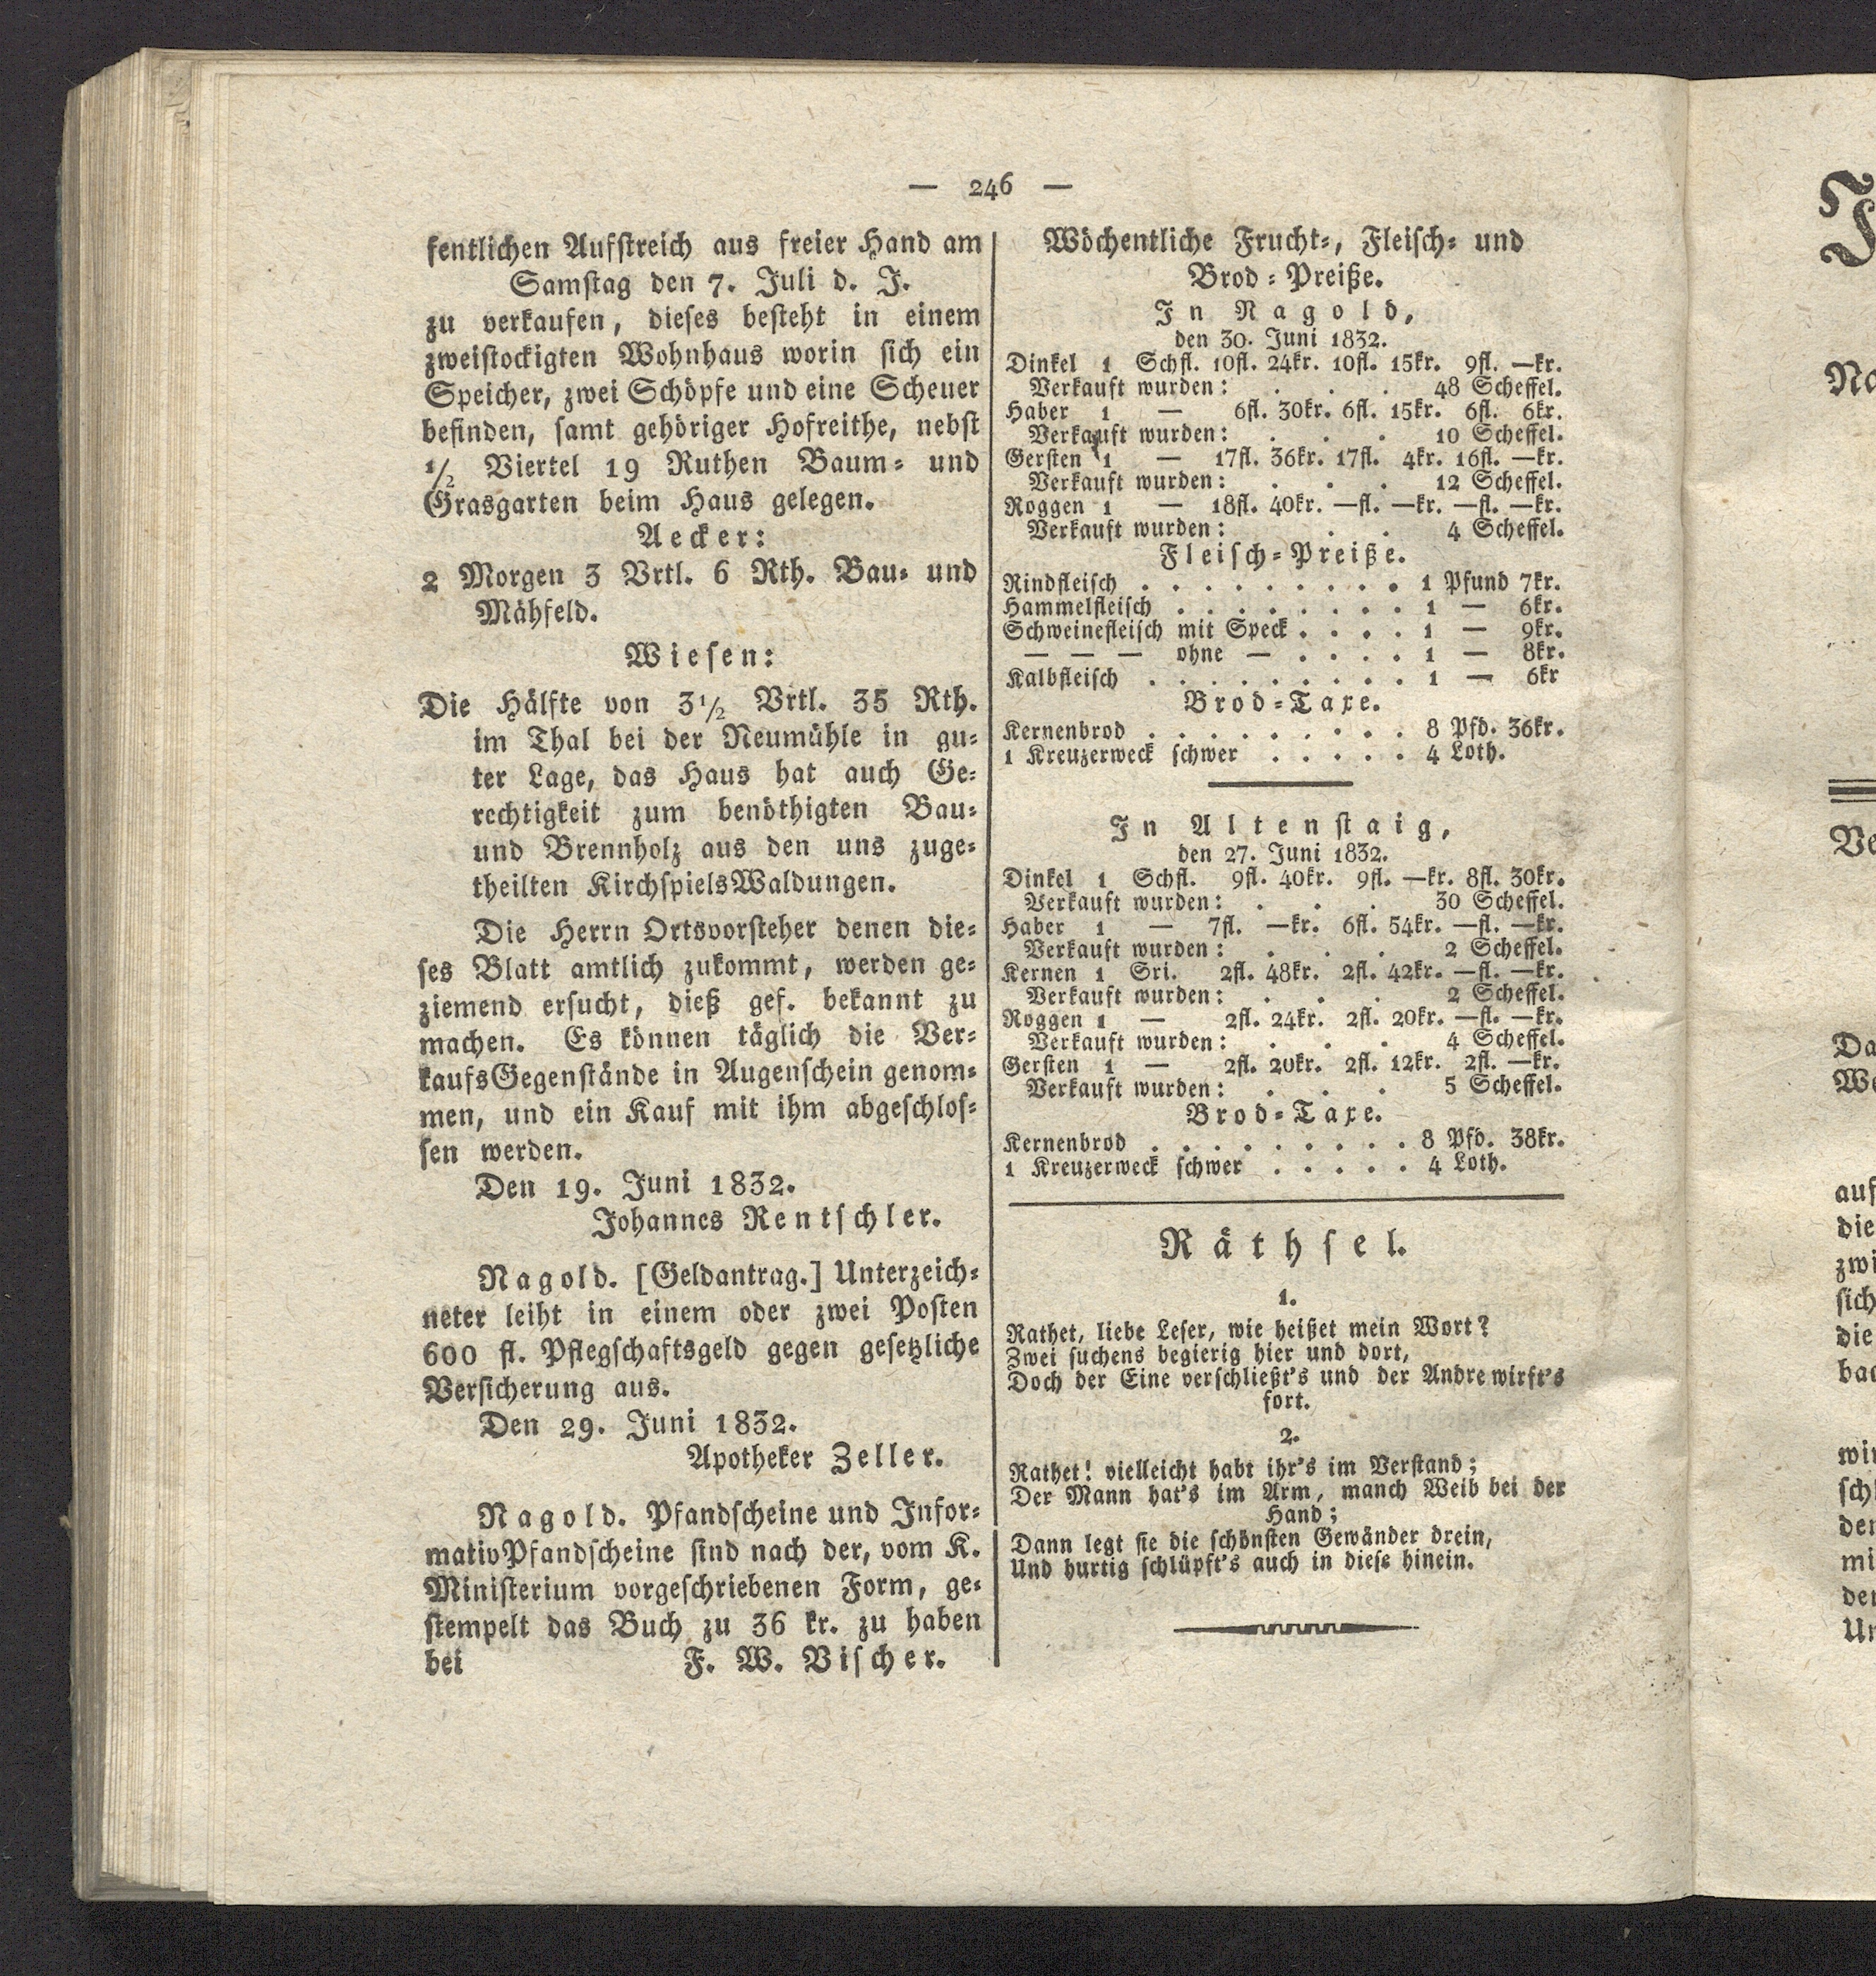 — 246 —
fentlichen Aufstreich aus freier Hand am
Samstag den 7. Juli d. J.
zu verkaufen, dieses besteht in einem
zweistockigten Wohnhaus worin sich ein
Speicher, zwei Schöpfe und eine Scheuer
befinden, samt gehöriger Hofreithe, nebst
1/2 Viertel 19 Ruthen Baum- und
Grasgarten beim Haus gelegen.
Aecker:
2 Morgen 3 Vrtl. 6 Rth. Bau- und
Mähfeld.
Wiesen:
Die Hälfte von 3 1/2 Vrtl. 35 Rth.
im Thal bei der Neumühle in gu-
ter Lage, das Haus hat auch Ge-
rechtigkeit zum benöthigten Bau-
und Brennholz aus den uns zuge-
theilten KirchspielsWaldungen.
Die Herrn Ortsvorsteher denen die-
ses Blatt amtlich zukommt, werden ge-
ziemend ersucht, dieß gef. bekannt zu
machen. Es können täglich die Ver-
kaufsGegenstände in Augenschein genom-
men, und ein Kauf mit ihm abgeschlos-
sen werden.
Den 19. Juni 1832.
Johannes Rentschler.
Nagold. [Geldantrag.] Unterzeich-
neter leiht in einem oder zwei Posten
600 fl. Pflegschaftsgeld gegen gesetzliche
Versicherung aus.
Den 29. Juni 1832.
Apotheker Zeller.
Nagold. Pfandscheine und Infor-
mativPfandscheine sind nach der, vom K.
Ministerium vorgeschriebenen Form, ge-
stempelt das Buch zu 36 kr. zu haben
bei F. W. Vischer.
Wöchentliche Frucht-, Fleisch- und
Brod-Preiße.
In Nagold,
den 30. Juni 1832.
Dinkel 1 Schfl. 10fl. 24kr. 10fl. 15kr. 9fl. —kr.
Verkauft wurden: . . . 48 Scheffel.
Haber 1 — 6fl. 30kr. 6fl. 15kr. 6fl. 6kr.
Verkauft wurden: . . . 10 Scheffel.
Gersten 1 — 17fl. 36kr. 17fl. 4kr. 16fl. —kr.
Verkauft wurden: . . . 12 Scheffel.
Roggen 1 — 18fl. 40kr. —fl. —kr. —fl. —kr.
Verkauft wurden: . . 4 Scheffel.
Fleisch-Preiße.
Rindfleisch . . . . . . . . . 1 Pfund 7kr.
Hammelfleisch . . . . . . . . 1 — 6kr.
Schweinefleisch mit Speck . . . . 1 — 9kr.
— — — ohne — . . . . 1 — 8kr.
Kalbfleisch . . . . . . . . . 1 — 6kr
Brod-Taxe.
Kernenbrod . . . . . . . . . 8 Pfd. 36kr.
1 Kreuzerweck schwer . . . . . 4 Loth.
In Altenstaig,
den 27. Juni 1832.
Dinkel 1 Schfl. 9fl. 40kr. 9fl. —kr. 8fl. 30kr.
Verkauft wurden: . . . 30 Scheffel.
Haber 1 — 7fl. —kr. 6fl. 54kr. —fl. —kr.
Verkauft wurden: . . . 2 Scheffel.
Kernen 1 Sri. 2fl. 48kr. 2fl. 42kr. —fl. —kr.
Verkauft wurden: . . . 2 Scheffel.
Roggen 1 — 2fl. 24kr. 2fl. 20kr. —fl. —kr.
Verkauft wurden: . . . 4 Scheffel.
Gersten 1 — 2fl. 20kr. 2fl. 12kr. 2fl. —kr.
Verkauft wurden: . . . 5 Scheffel.
Brod-Taxe.
Kernenbrod . . . . . . . . . 8 Pfd. 38kr.
1 Kreuzerweck schwer . . . . . 4 Loth.
Räthsel.
1.
Rathet, liebe Leser, wie heißet mein Wort?
Zwei suchens begierig hier und dort,
Doch der Eine verschließt's und der Andre wirft's
fort.
2.
Rathet! vielleicht habt ihr's im Verstand;
Der Mann hat's im Arm, manch Weib bei der
Hand;
Dann legt sie die schönsten Gewänder drein,
Und hurtig schlüpft's auch in diese hinein.